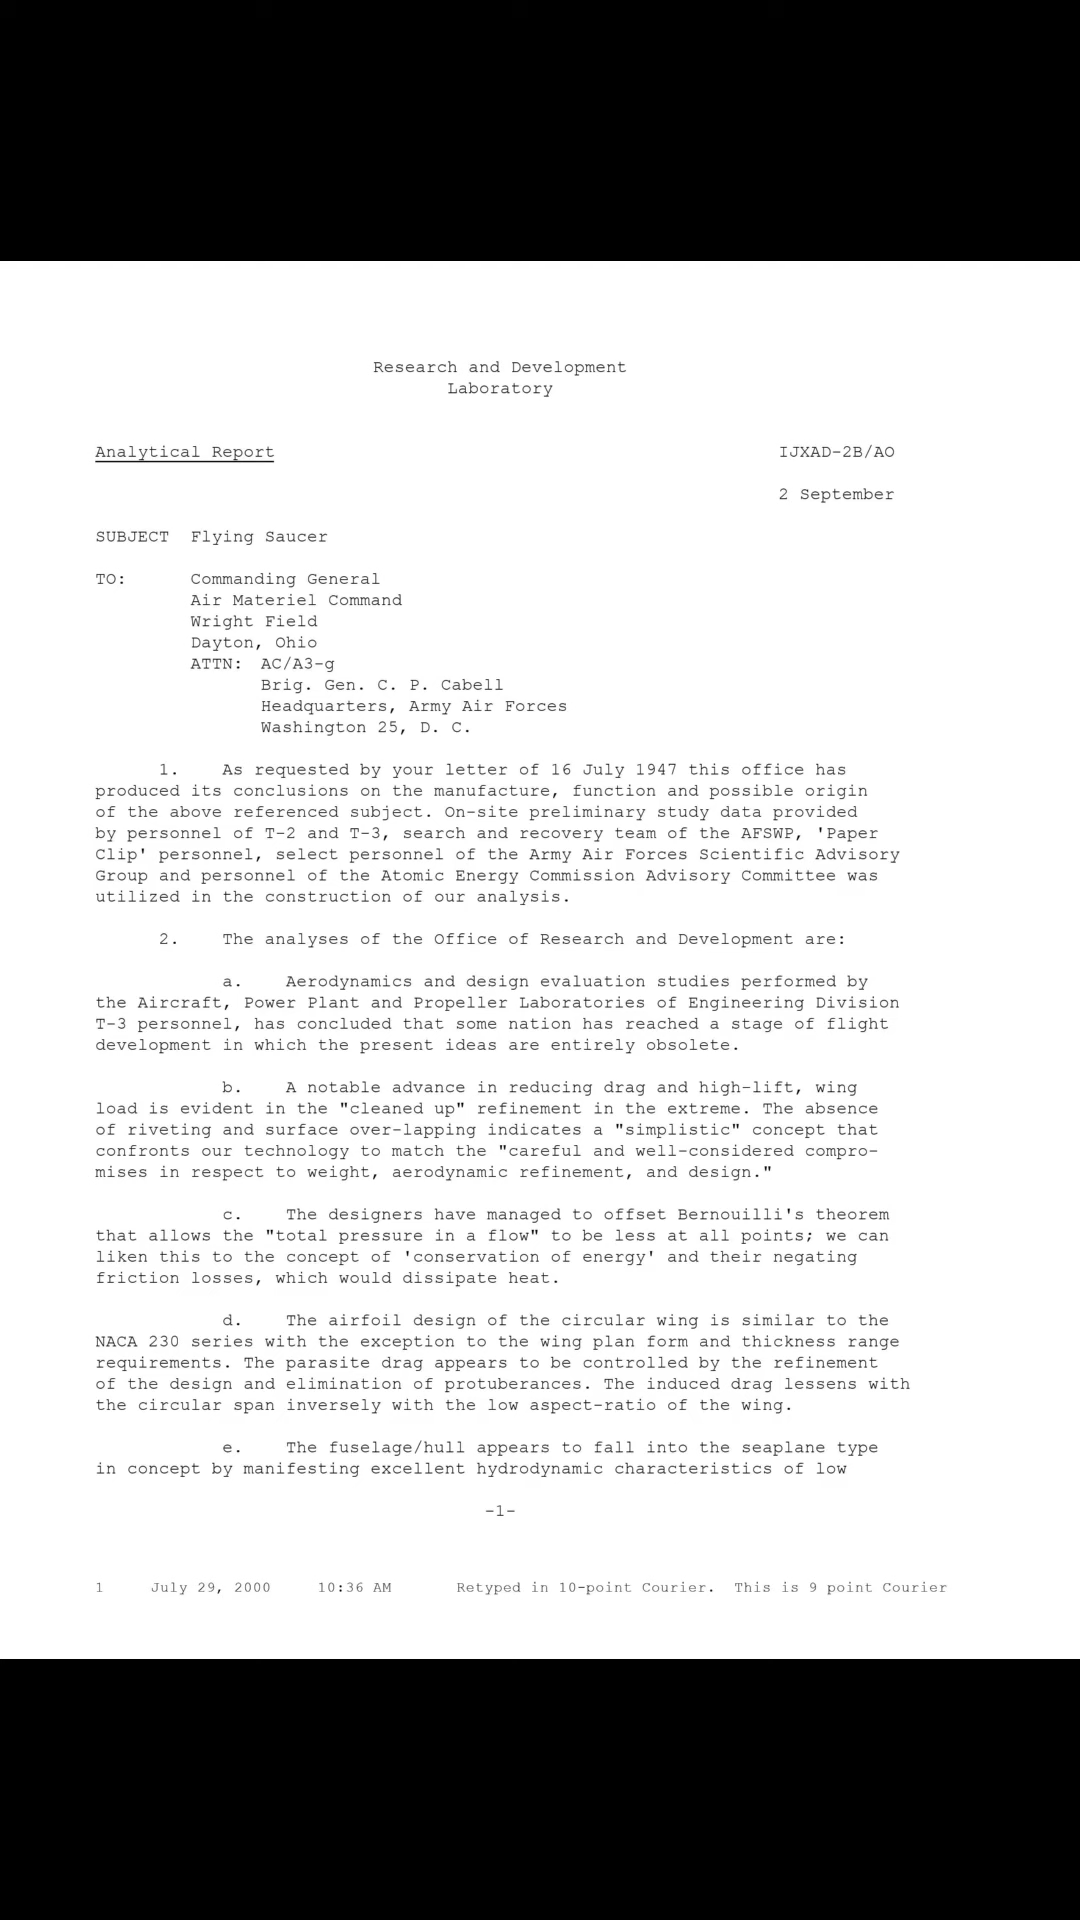 Research and Development
Laboratory
Analytical Report IJXAD-2B/AO
2 September
SUBJECT Flying Saucer
TO: Commanding General
Air Materiel Command
Wright Field
Dayton, Ohio
ATTN: AC/A3-g
Brig. Gen. C. P. Cabell
Headquarters, Army Air Forces
Washington 25, D. C.
1. As requested by your letter of 16 July 1947 this office has
produced its conclusions on the manufacture, function and possible origin
of the above referenced subject. On-site preliminary study data provided
by personnel of T-2 and T-3, search and recovery team of the AFSWP, 'Paper
Clip' personnel, select personnel of the Army Air Forces Scientific Advisory
Group and personnel of the Atomic Energy Commission Advisory Committee was
utilized in the construction of our analysis.
2. The analyses of the Office of Research and Development are:
a. Aerodynamics and design evaluation studies performed by
the Aircraft, Power Plant and Propeller Laboratories of Engineering Division
T-3 personnel, has concluded that some nation has reached a stage of flight
development in which the present ideas are entirely obsolete.
b. A notable advance in reducing drag and high-lift, wing
load is evident in the "cleaned up" refinement in the extreme. The absence
of riveting and surface over-lapping indicates a "simplistic" concept that
confronts our technology to match the "careful and well-considered compro-
mises in respect to weight, aerodynamic refinement, and design."
c. The designers have managed to offset Bernouilli's theorem
that allows the "total pressure in a flow" to be less at all points; we can
liken this to the concept of 'conservation of energy' and their negating
friction losses, which would dissipate heat.
d. The airfoil design of the circular wing is similar to the
NACA 230 series with the exception to the wing plan form and thickness range
requirements. The parasite drag appears to be controlled by the refinement
of the design and elimination of protuberances. The induced drag lessens with
the circular span inversely with the low aspect-ratio of the wing.
e. The fuselage/hull appears to fall into the seaplane type
in concept by manifesting excellent hydrodynamic characteristics of low
-1-
1 July 29, 2000 10:36 AM Retyped in 10-point Courier. This is 9 point Courier